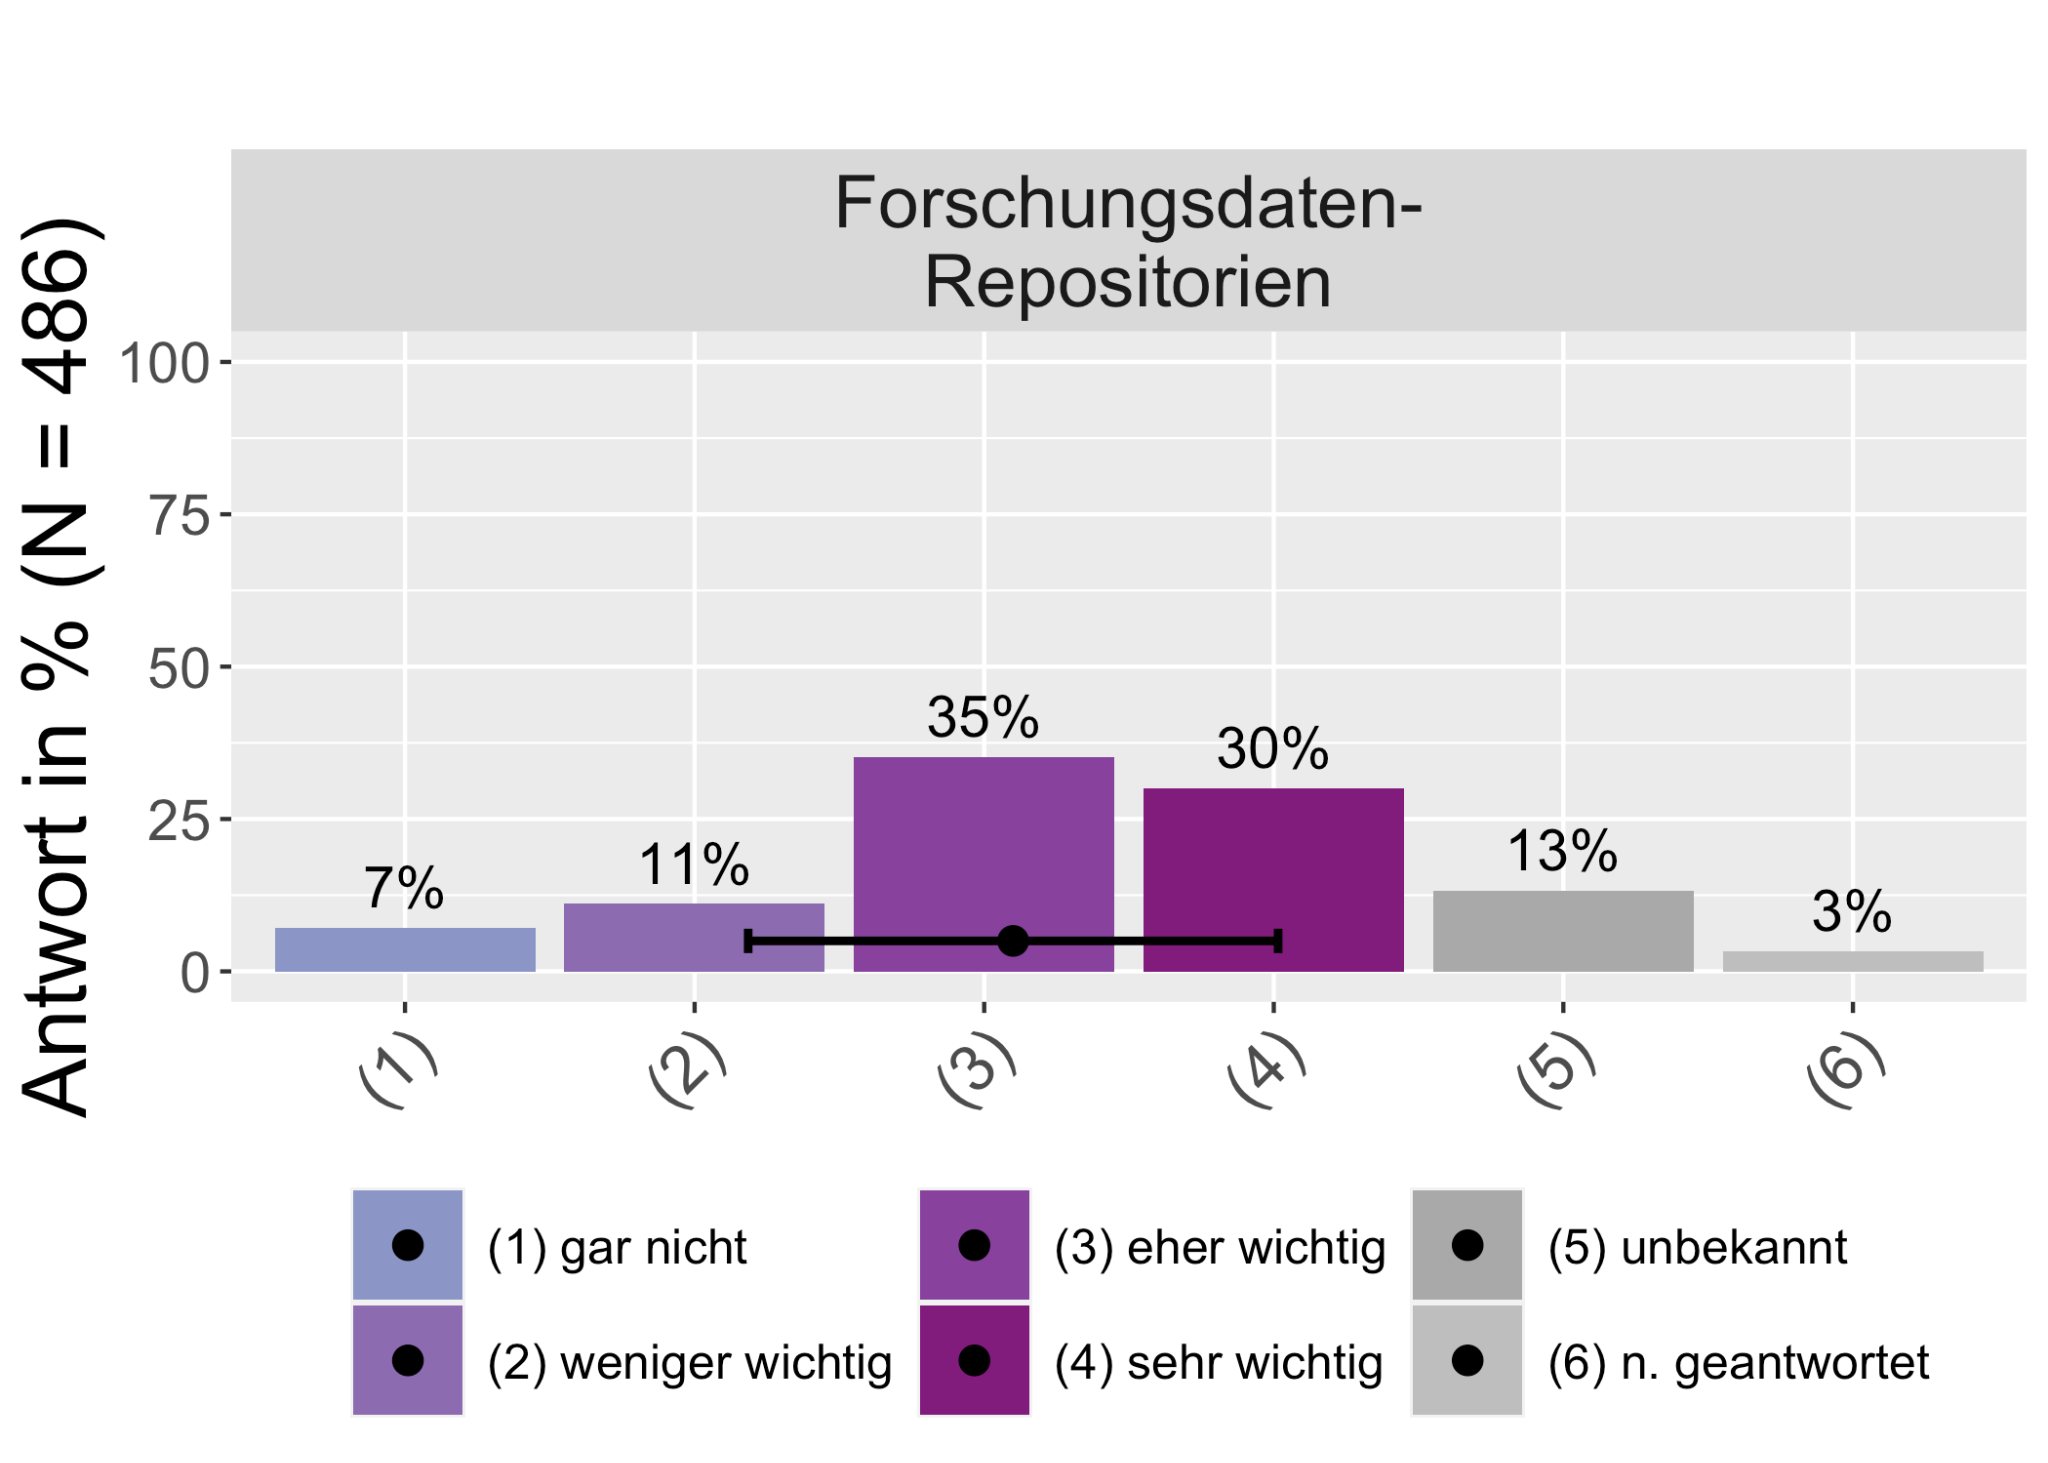 Forschungsdaten-
Repositorien
Antwort in % (N = 486)
100
75
50
25
0
7%
11%
35%
30%
13%
3%
(1)
(2)
(3)
(4)
(5)
(6)
(1) gar nicht
(2) weniger wichtig
(3) eher wichtig
(4) sehr wichtig
(5) unbekannt
(6) n. geantwortet